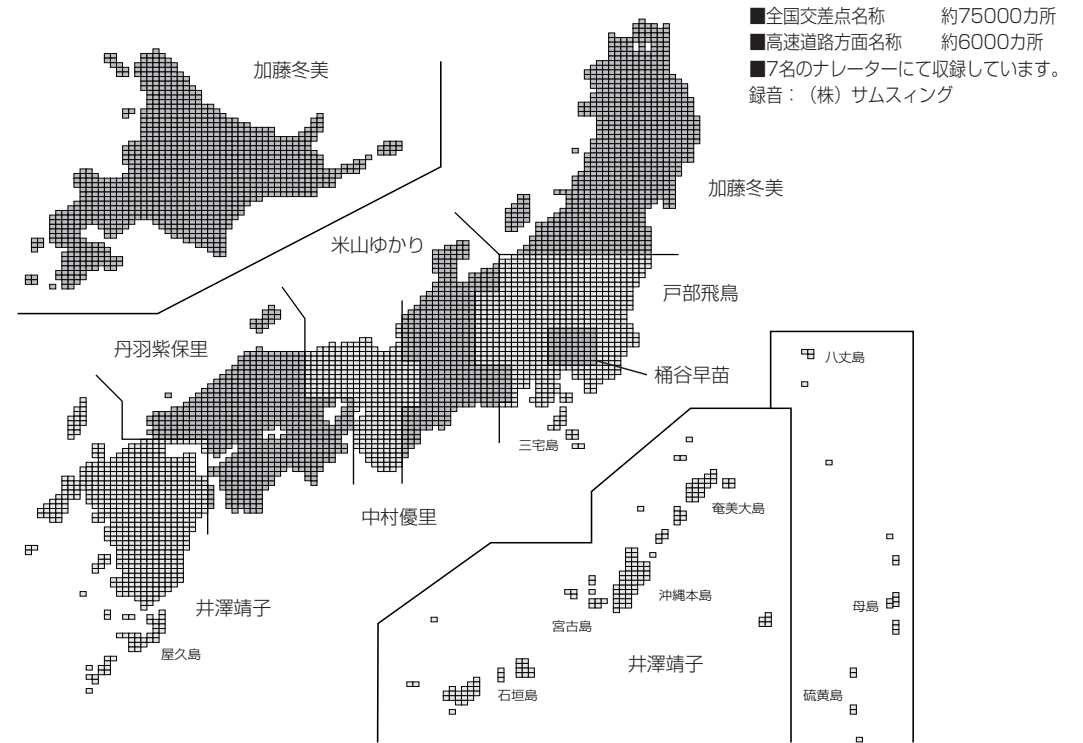 ■全国交差点名称　　約75000カ所
■高速道路方面名称　　約6000カ所
■7名のナレーターにて収録しています。
録音：（株）サムスィング
加藤冬美
加藤冬美
米山ゆかり
戸部飛鳥
丹羽紫保里
八丈島
桶谷早苗
三宅島
奄美大島
中村優里
沖縄本島
母島
井澤靖子
宮古島
屋久島
井澤靖子
石垣島
硫黄島